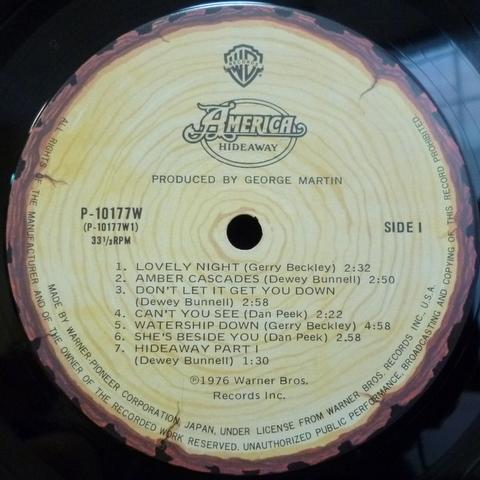 AMERICA
HIDEAWAY
PRODUCED BY GEORGE MARTIN
P-10177W
(P-10177W1)
33⅓RPM
SIDE 1
1. LOVELY NIGHT (Gerry Beckley) 2:32
2. AMBER CASCADES (Dewey Bunnell) 2:50
3. DON'T LET IT GET YOU DOWN
(Dewey Bunnell) 2:58
4. CAN'T YOU SEE (Dan Peek) 2:22
5. WATERSHIP DOWN (Gerry Beckley) 4:58
6. SHE'S BESIDE YOU (Dan Peek) 2.58
7. HIDEAWAY PART I
(Dewey Bunnell) 1:30
℗1976 Warner Bros.
Records Inc.
MADE BY WARNER-PIONEER CORPORATION, JAPAN, UNDER LICENSE FROM WARNER BROS. RECORDS INC. U.S.A.
ALL RIGHTS OF THE MANUFACTURER AND OF THE OWNER OF THE RECORDED WORK RESERVED. UNAUTHORIZED PUBLIC PERFORMANCE, BROADCASTING AND COPYING OF THIS RECORD PROHIBITED